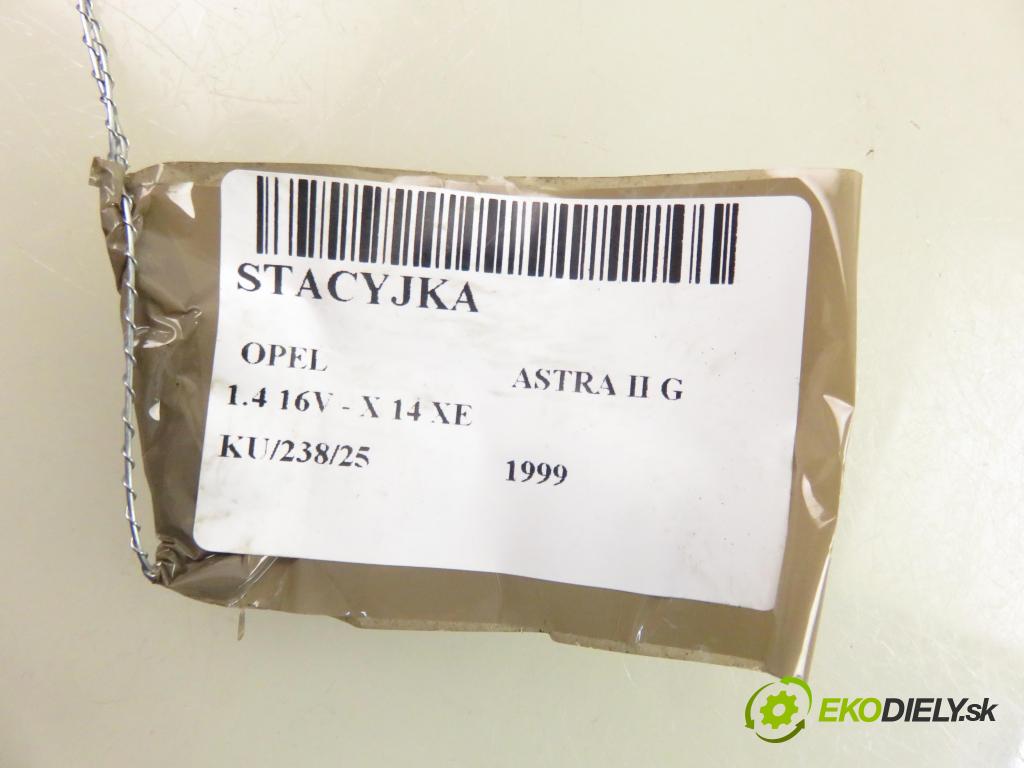 STACYJKA
OPEL ASTRA II G
1.4 16V - X 14 XE
KU/238/25 1999
EKODIELY.sk